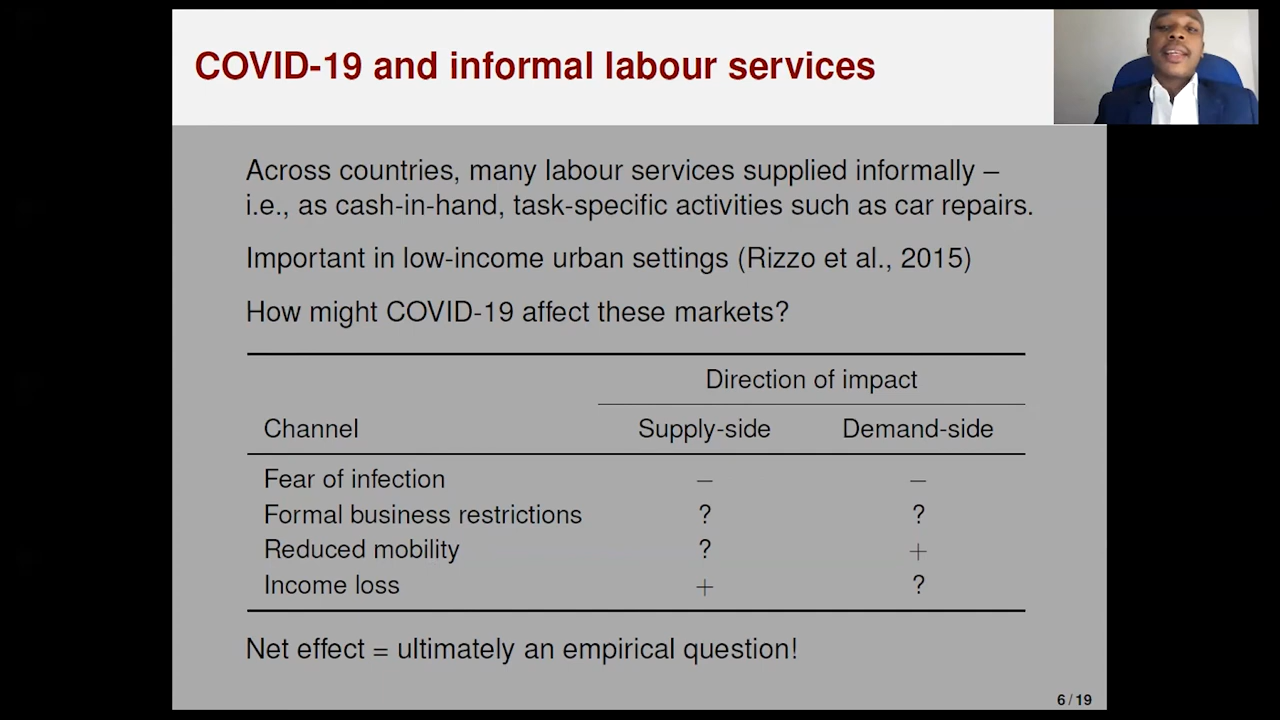 COVID-19 and informal labour services
Across countries, many labour services supplied informally –
i.e., as cash-in-hand, task-specific activities such as car repairs.
Important in low-income urban settings (Rizzo et al., 2015)
How might COVID-19 affect these markets?
Direction of impact
Channel Supply-side Demand-side
Fear of infection − −
Formal business restrictions ? ?
Reduced mobility ? +
Income loss + ?
Net effect = ultimately an empirical question!
6 / 19